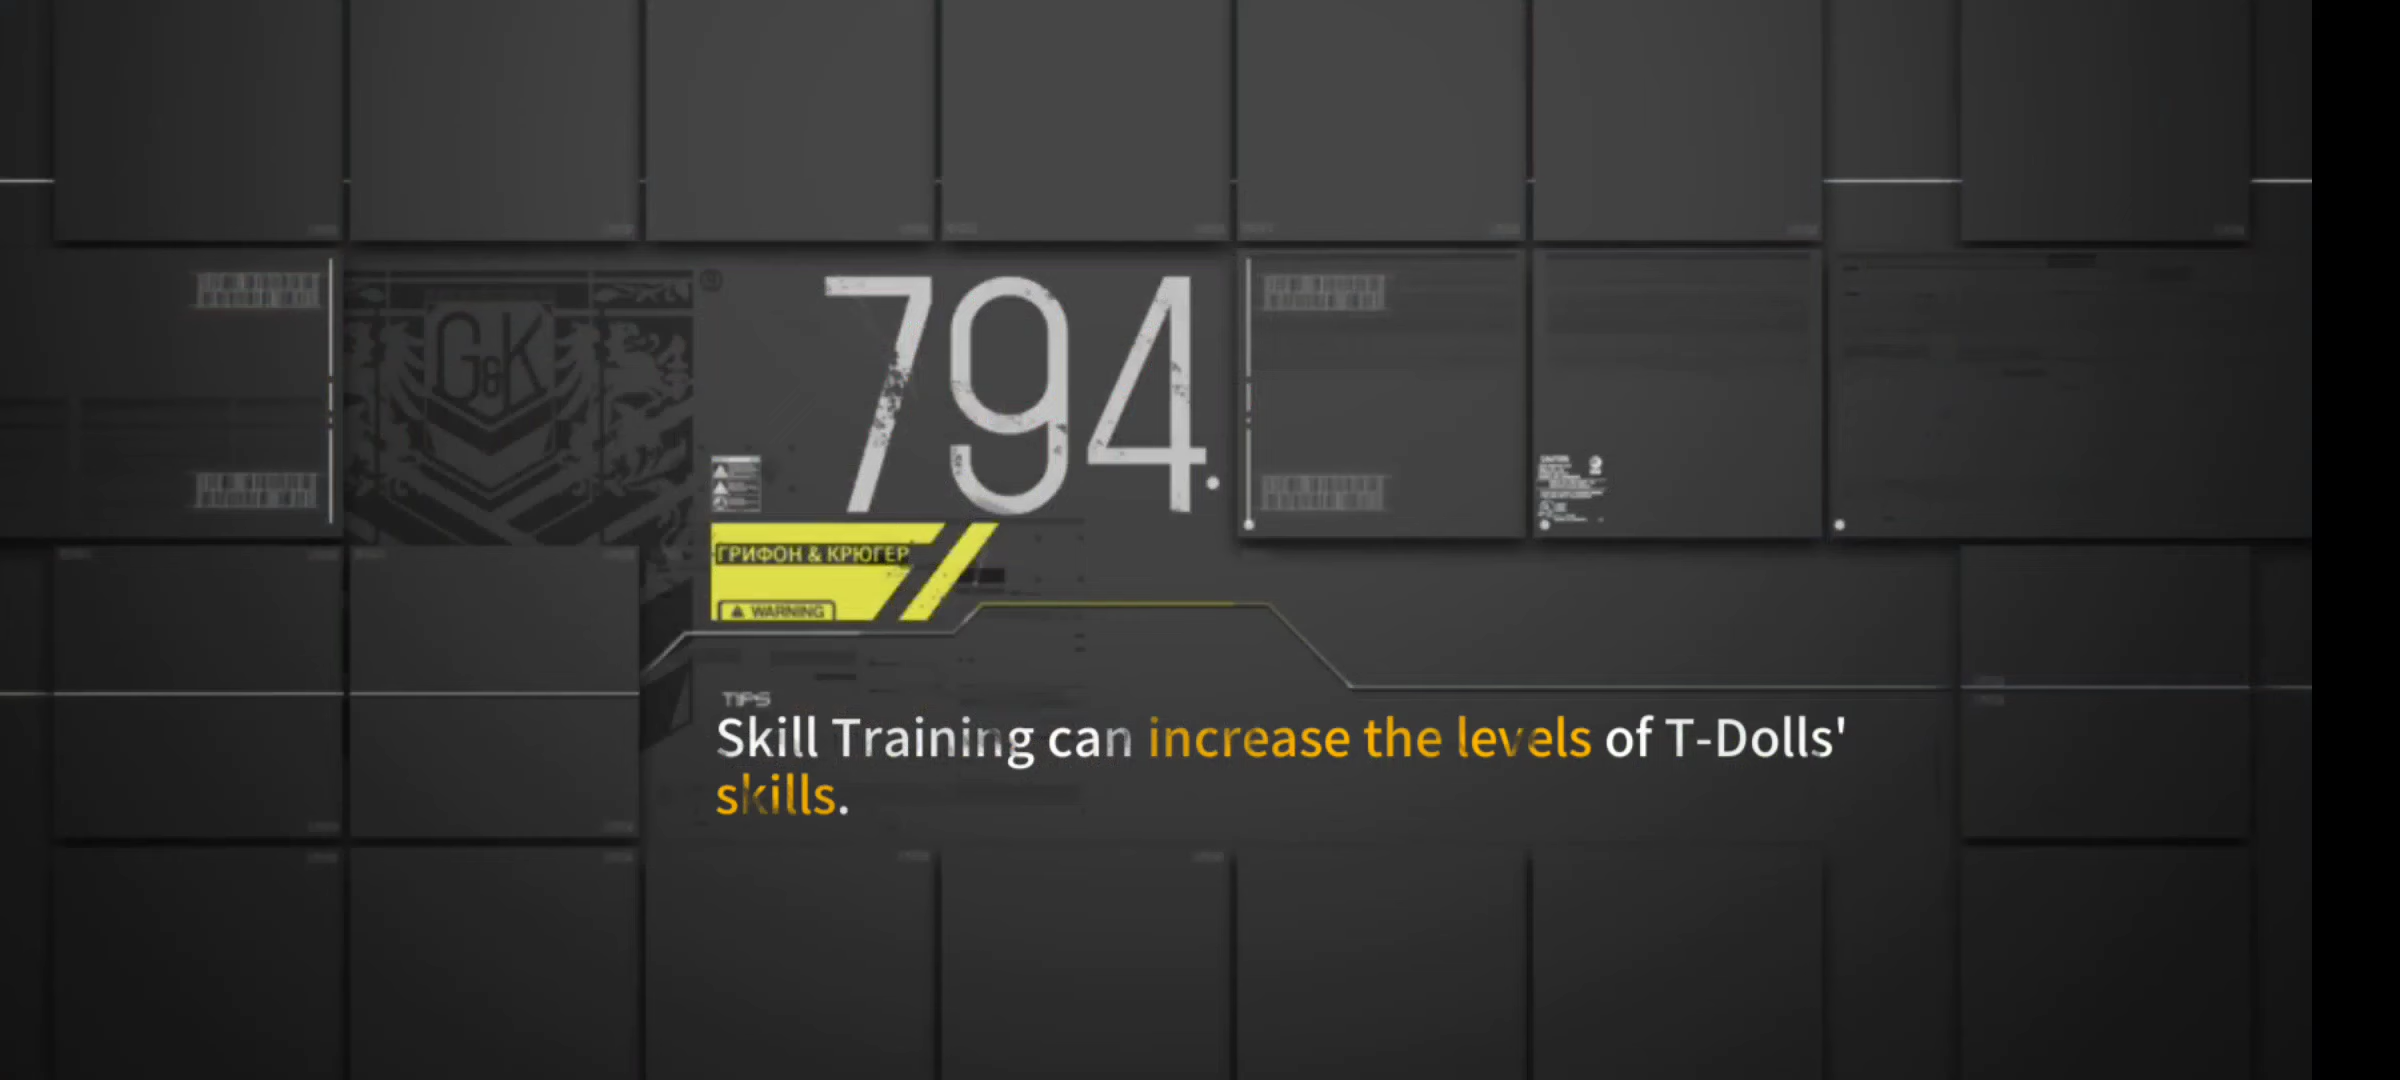 G&K
794.
ГРИФОН & КРЮГЕР
WARNING
TIPS
Skill Training can increase the levels of T-Dolls'
skills.